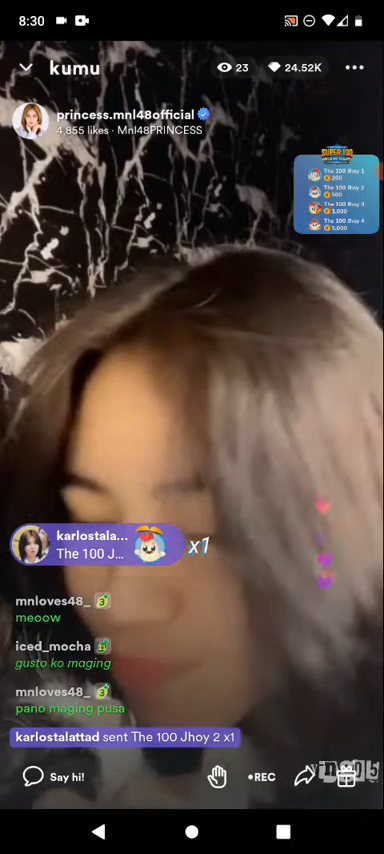 8:30
kumu
23
24.52K
princess.mnl48official
4,855 likes · Mnl48PRINCESS
SUPER 100
The 100 Jhoy 1
200
The 100 Jhoy 2
500
The 100 Jhoy 3
1,000
The 100 Jhoy 4
5,000
karlostala...
The 100 J...
x1
mnloves48_ 3
meoow
iced_mocha 11
gusto ko maging
mnloves48_ 3
pano maging pusa
karlostalattad sent The 100 Jhoy 2 x1
Say hi!
•REC